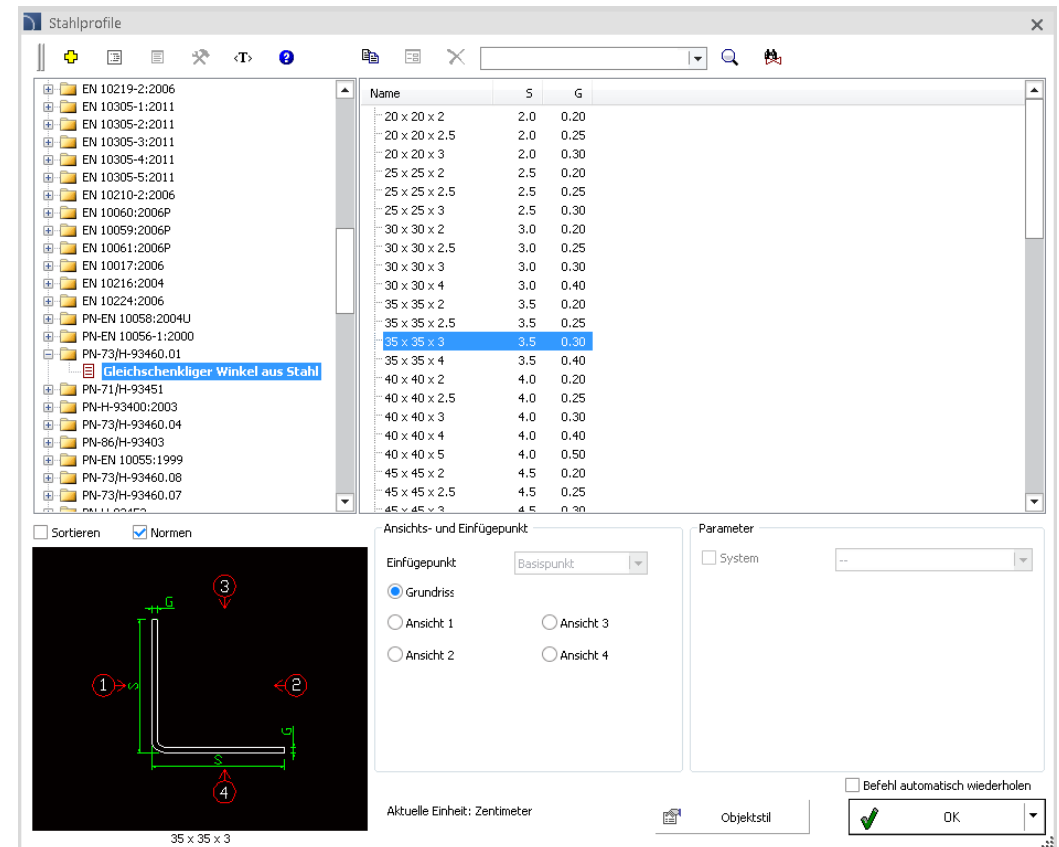 Stahlprofile
<T>
EN 10219-2:2006
EN 10305-1:2011
EN 10305-2:2011
EN 10305-3:2011
EN 10305-4:2011
EN 10305-5:2011
EN 10210-2:2006
EN 10060:2006P
EN 10059:2006P
EN 10061:2006P
EN 10017:2006
EN 10216:2004
EN 10224:2006
PN-EN 10058:2004U
PN-EN 10056-1:2000
PN-73/H-93460.01
Gleichschenkliger Winkel aus Stahl
PN-71/H-93451
PN-H-93400:2003
PN-73/H-93460.04
PN-86/H-93403
PN-EN 10055:1999
PN-73/H-93460.08
PN-73/H-93460.07
Name S G
20 x 20 x 2 2.0 0.20
20 x 20 x 2.5 2.0 0.25
20 x 20 x 3 2.0 0.30
25 x 25 x 2 2.5 0.20
25 x 25 x 2.5 2.5 0.25
25 x 25 x 3 2.5 0.30
30 x 30 x 2 3.0 0.20
30 x 30 x 2.5 3.0 0.25
30 x 30 x 3 3.0 0.30
30 x 30 x 4 3.0 0.40
35 x 35 x 2 3.5 0.20
35 x 35 x 2.5 3.5 0.25
35 x 35 x 3 3.5 0.30
35 x 35 x 4 3.5 0.40
40 x 40 x 2 4.0 0.20
40 x 40 x 2.5 4.0 0.25
40 x 40 x 3 4.0 0.30
40 x 40 x 4 4.0 0.40
40 x 40 x 5 4.0 0.50
45 x 45 x 2 4.5 0.20
45 x 45 x 2.5 4.5 0.25
45 x 45 x 3 4.5 0.30
Sortieren Normen
3
G
1 S 2
G
S
4
35 x 35 x 3
Ansichts- und Einfügepunkt
Einfügepunkt Basispunkt
Grundriss
Ansicht 1 Ansicht 3
Ansicht 2 Ansicht 4
Parameter
System --
Befehl automatisch wiederholen
Aktuelle Einheit: Zentimeter Objektstil OK